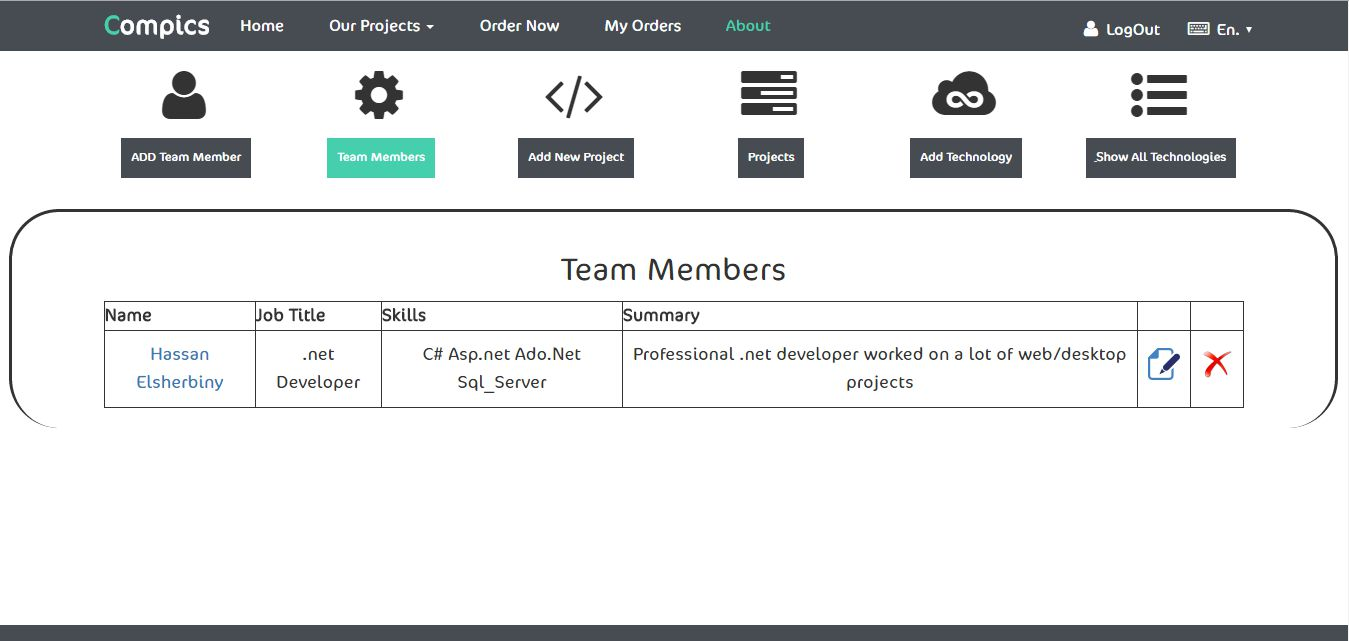 Compics Home Our Projects Order Now My Orders About LogOut En.
ADD Team Member Team Members Add New Project Projects Add Technology Show All Technologies
Team Members
Name Job Title Skills Summary
Hassan Elsherbiny
.net Developer
C# Asp.net Ado.Net
Sql_Server
Professional .net developer worked on a lot of web/desktop
projects